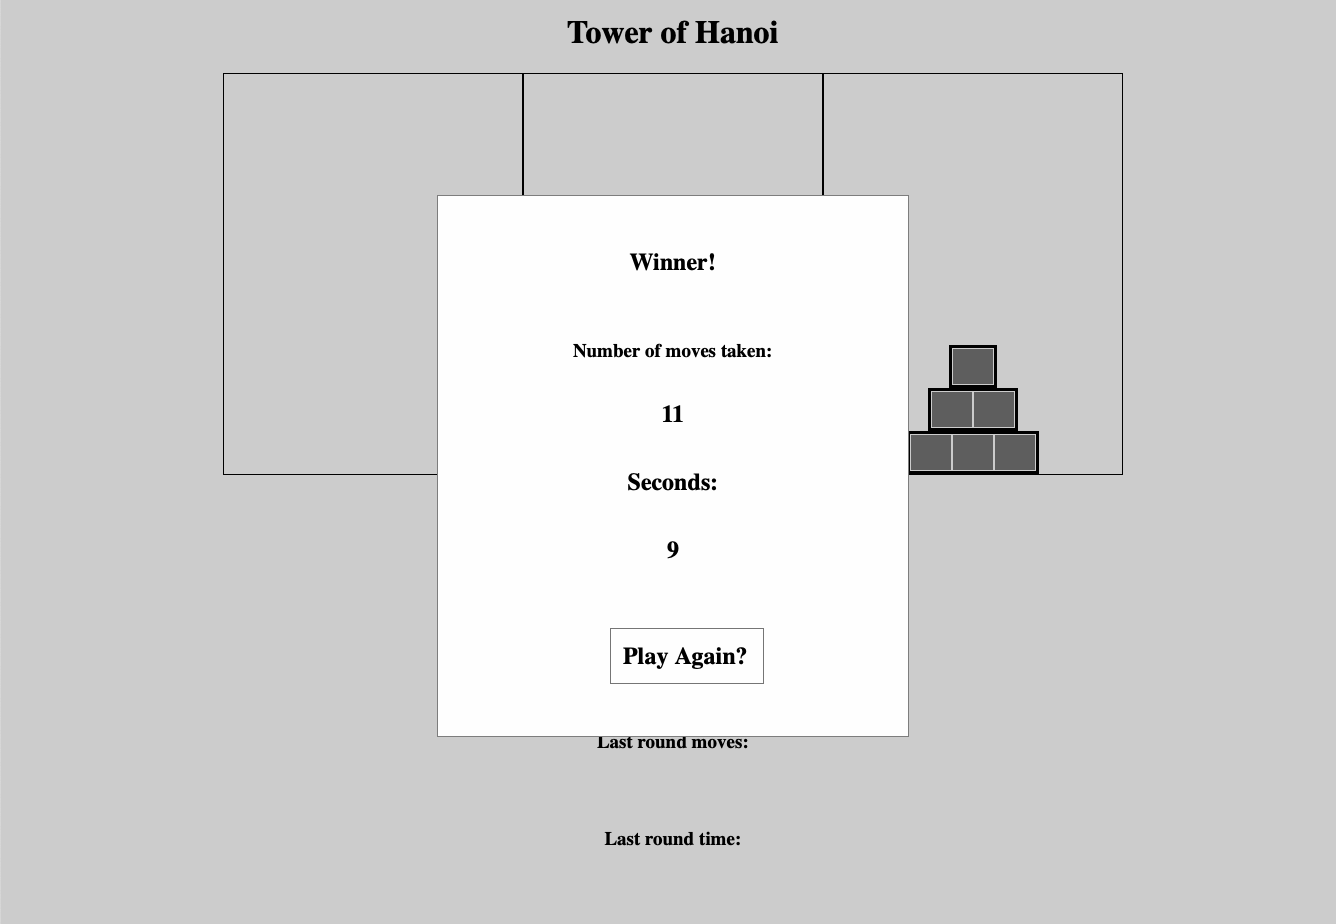 Tower of Hanoi
Winner!
Number of moves taken:
11
Seconds:
9
Play Again?
Last round moves:
Last round time: